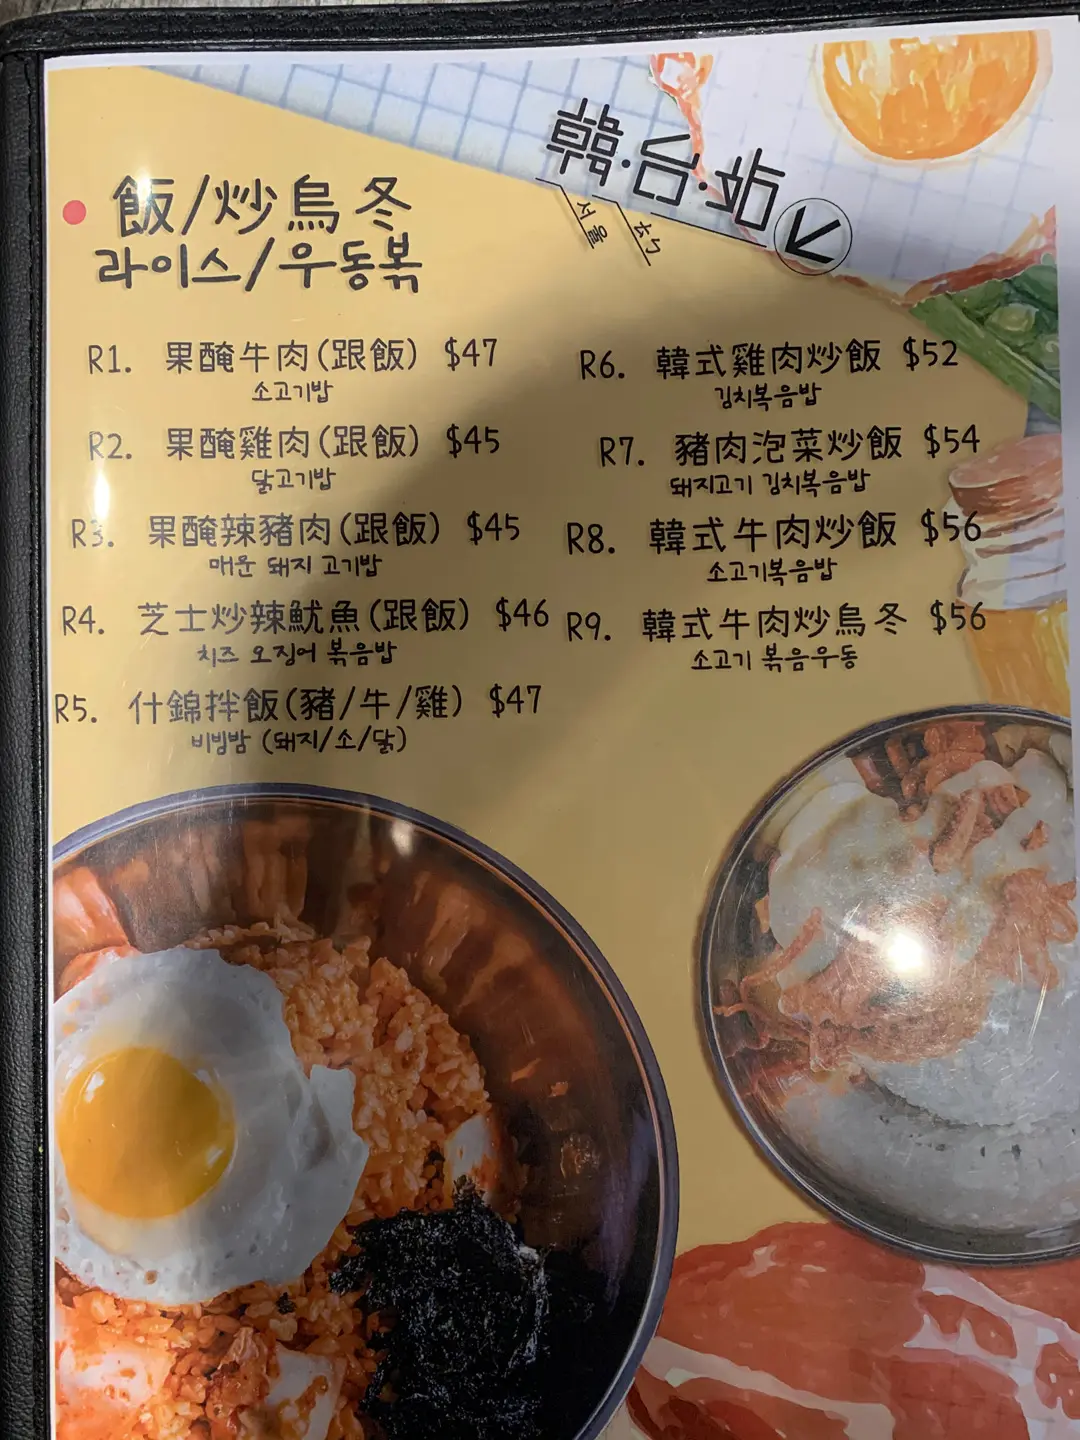 韓·台·站
서울
ㄅㄊ
飯/炒烏冬
라이스/우동볶
R1. 果醃牛肉(跟飯) $47
소고기밥
R2. 果醃雞肉(跟飯) $45
닭고기밥
R3. 果醃辣豬肉(跟飯) $45
매운 돼지 고기밥
R4. 芝士炒辣魷魚(跟飯) $46
치즈 오징어 볶음밥
R5. 什錦拌飯(豬/牛/雞) $47
비빔밤 (돼지/소/닭)
R6. 韓式雞肉炒飯 $52
김치볶음밥
R7. 豬肉泡菜炒飯 $54
돼지고기 김치볶음밥
R8. 韓式牛肉炒飯 $56
소고기볶음밥
R9. 韓式牛肉炒烏冬 $56
소고기 볶음우동